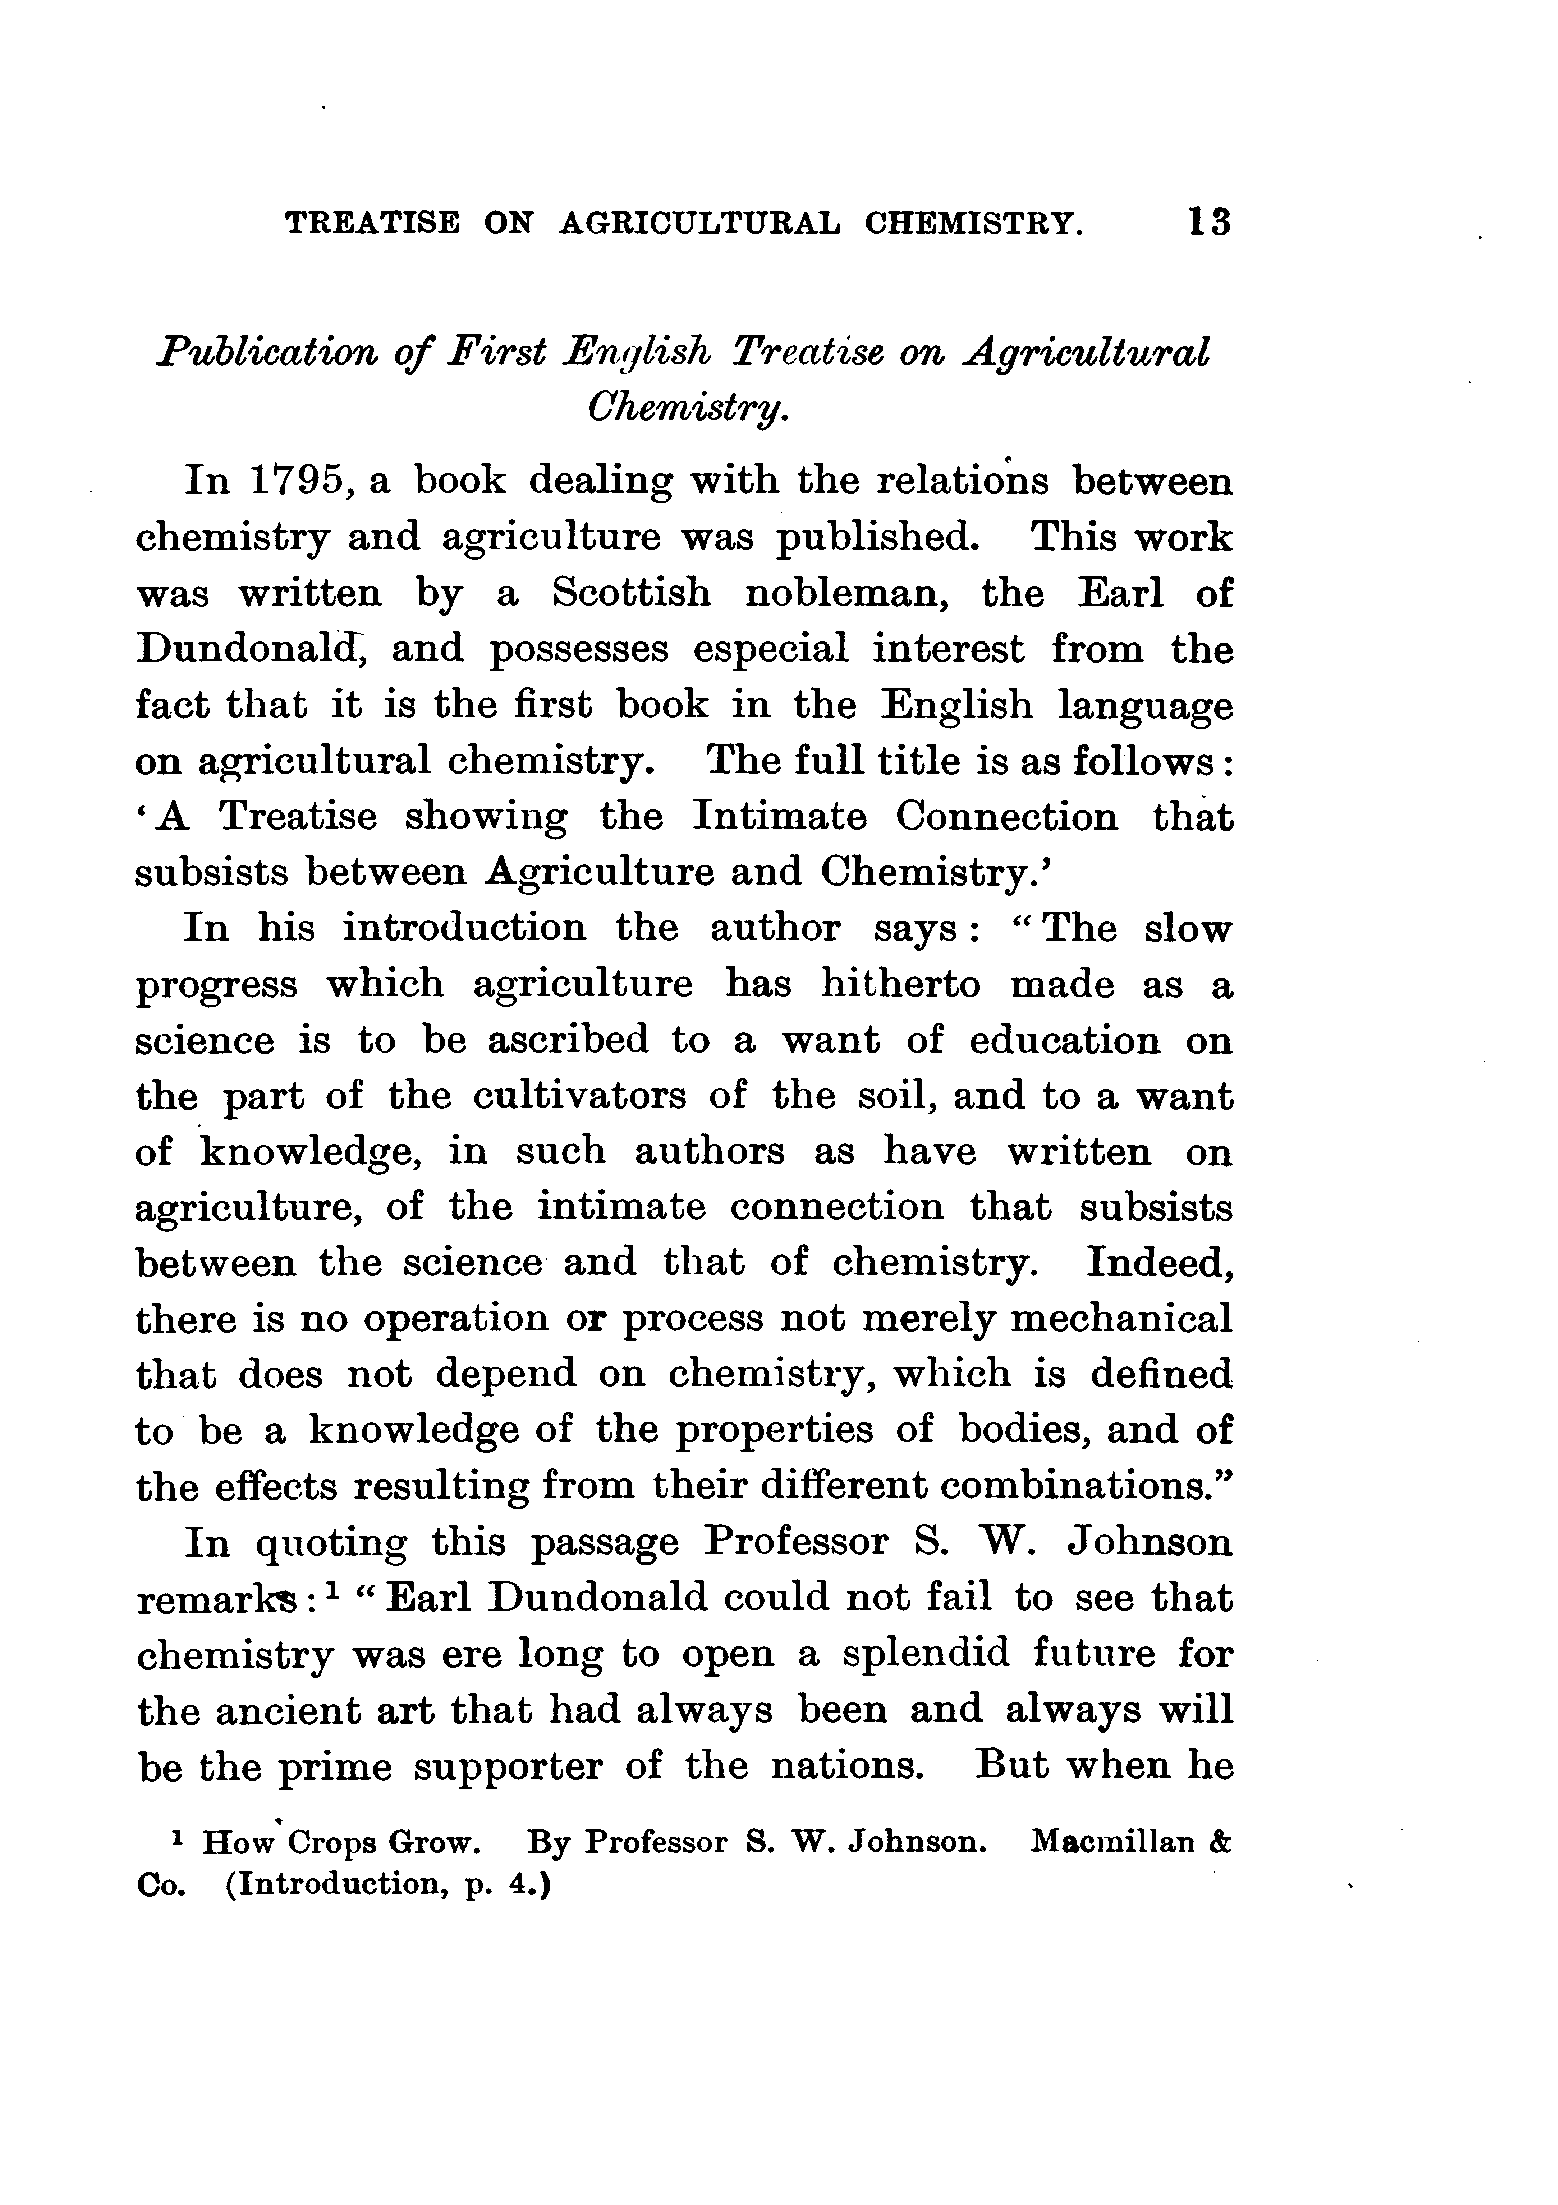 TREATISE ON AGRICULTURAL CHEMISTRY. 13
Publication of First English Treatise on Agricultural
Chemistry.
In 1795, a book dealing with the relations between
chemistry and agriculture was published. This work
was written by a Scottish nobleman, the Earl of
Dundonald, and possesses especial interest from the
fact that it is the first book in the English language
on agricultural chemistry. The full title is as follows:
‘A Treatise showing the Intimate Connection that
subsists between Agriculture and Chemistry.’
In his introduction the author says: “The slow
progress which agriculture has hitherto made as a
science is to be ascribed to a want of education on
the part of the cultivators of the soil, and to a want
of knowledge, in such authors as have written on
agriculture, of the intimate connection that subsists
between the science and that of chemistry. Indeed,
there is no operation or process not merely mechanical
that does not depend on chemistry, which is defined
to be a knowledge of the properties of bodies, and of
the effects resulting from their different combinations.”
In quoting this passage Professor S. W. Johnson
remarks:¹ “Earl Dundonald could not fail to see that
chemistry was ere long to open a splendid future for
the ancient art that had always been and always will
be the prime supporter of the nations. But when he
¹ How Crops Grow. By Professor S. W. Johnson. Macmillan &
Co. (Introduction, p. 4.)